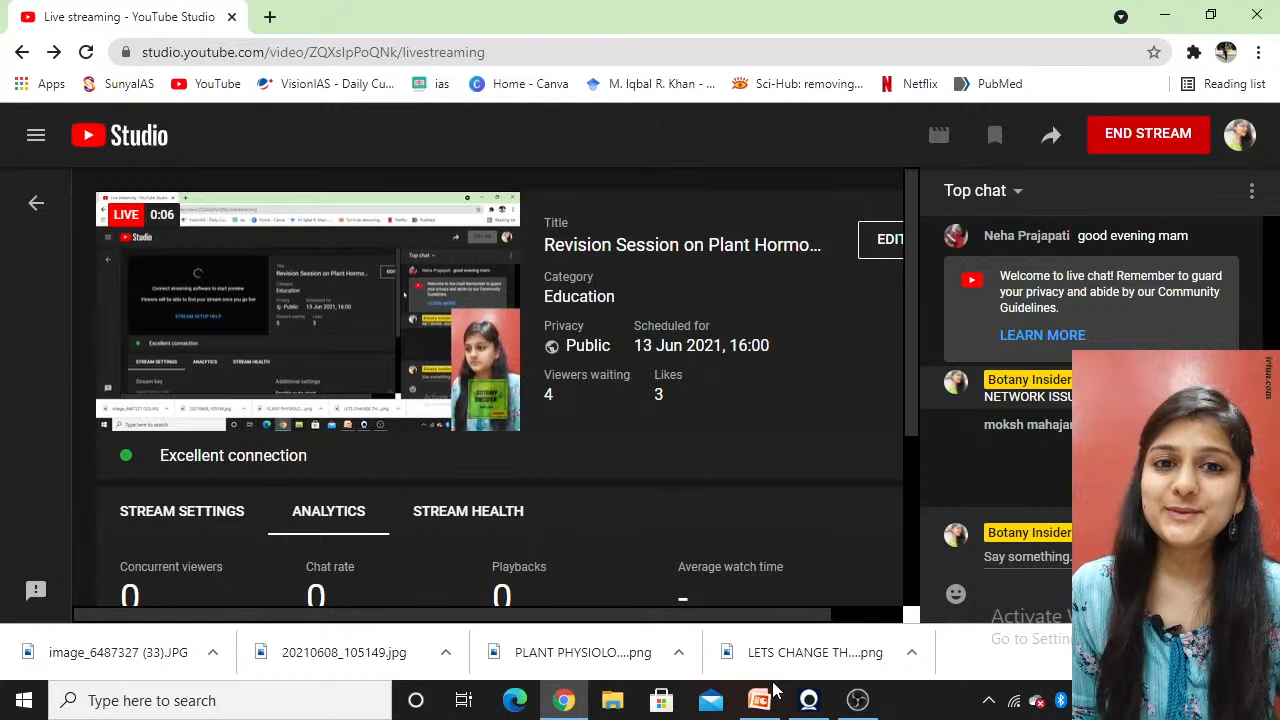 Live streaming - YouTube Studio
studio.youtube.com/video/ZQXsIpPoQNk/livestreaming
Apps
SunyaIAS
YouTube
VisionIAS - Daily Cu...
ias
Home - Canva
M. Iqbal R. Khan - ...
Sci-Hub: removing...
Netflix
PubMed
Reading list
Studio
END STREAM
LIVE 0:06
Title
Revision Session on Plant Hormo...
EDIT
Category
Education
Privacy
Public
Scheduled for
13 Jun 2021, 16:00
Viewers waiting
4
Likes
3
Excellent connection
STREAM SETTINGS
ANALYTICS
STREAM HEALTH
Concurrent viewers
0
Chat rate
0
Playbacks
0
Average watch time
-
Top chat
Neha Prajapati good evening mam
Welcome to live chat! Remember to guard
your privacy and abide by our Community
Guidelines.
LEARN MORE
Botany Insider
NETWORK ISSU
moksh mahajan
Botany Insider
Say something.
Activate W
Go to Settin
BOTANY
INSIDER
image_6487327 (33).JPG
20210608_105149.jpg
PLANT PHYSIOLO....png
LETS CHANGE TH....png
Type here to search